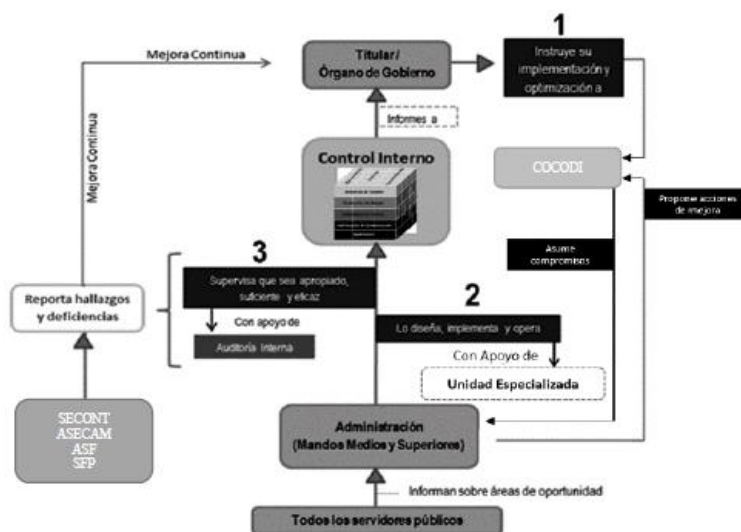 1
Mejora Continua
Titular/
Órgano de Gobierno
Instruye su
implementación y
optimización a
Informes a
Mejora Continua
Control Interno
COCODI
Propone acciones
de mejora
3
Supervisa que sea apropiado,
suficiente y eficaz
Asume
compromisos
2
Reporta hallazgos
y deficiencias
Con apoyo de
Lo diseña, implementa y opera
Auditoría Interna
Con Apoyo de
Unidad Especializada
SECONT
ASECAM
ASF
SFP
Administración
(Mandos Medios y Superiores)
Informan sobre áreas de oportunidad
Todos los servidores públicos